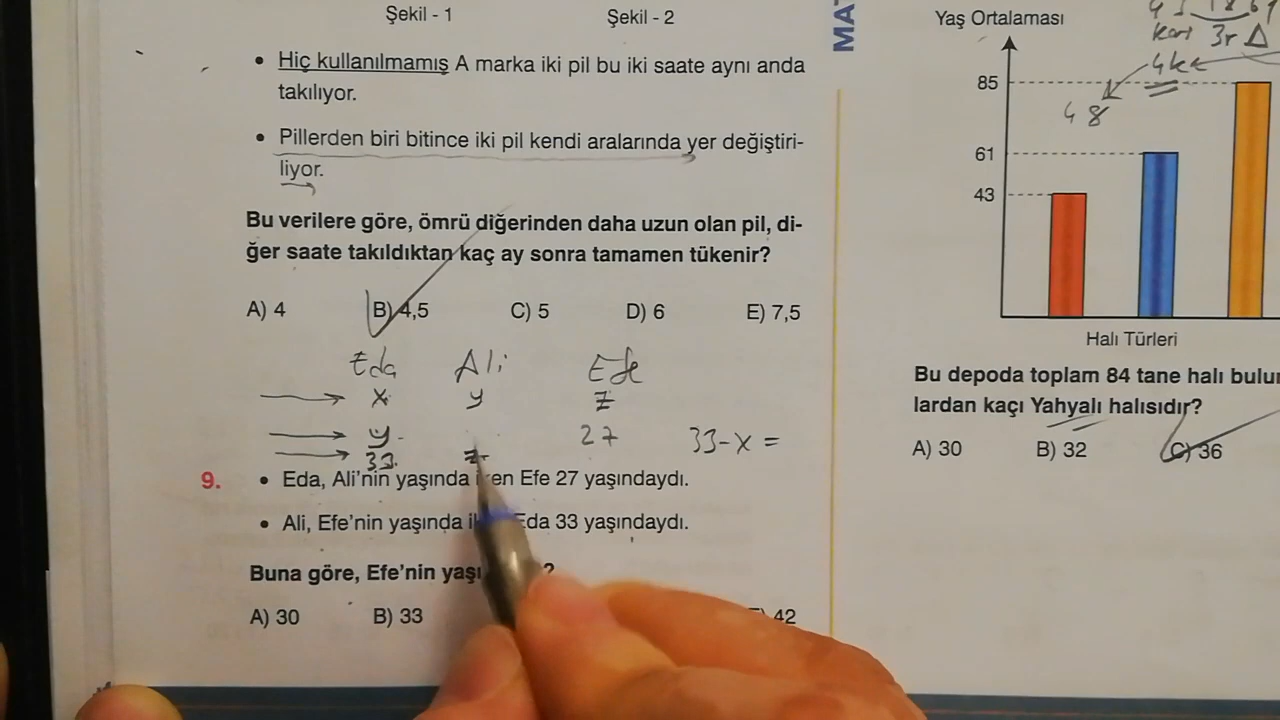 Şekil - 1
Şekil - 2
• Hiç kullanılmamış A marka iki pil bu iki saate aynı anda
takılıyor.
• Pillerden biri bitince iki pil kendi aralarında yer değiştiri-
liyor.
Bu verilere göre, ömrü diğerinden daha uzun olan pil, di-
ğer saate takıldıktan kaç ay sonra tamamen tükenir?
A) 4 B) 4,5 C) 5 D) 6 E) 7,5
Eda Ali Efe
x y z
y 27 33-x =
33 z
9. • Eda, Ali'nin yaşında iken Efe 27 yaşındaydı.
• Ali, Efe'nin yaşında Eda 33 yaşındaydı.
Buna göre, Efe'nin
A) 30 B) 33 42
MAT
Yaş Ortalaması
3r Δ
4k
48
85
61
43
Halı Türleri
Bu depoda toplam 84 tane halı
lardan kaçı Yahyalı halısıdır?
A) 30 B) 32 C) 36